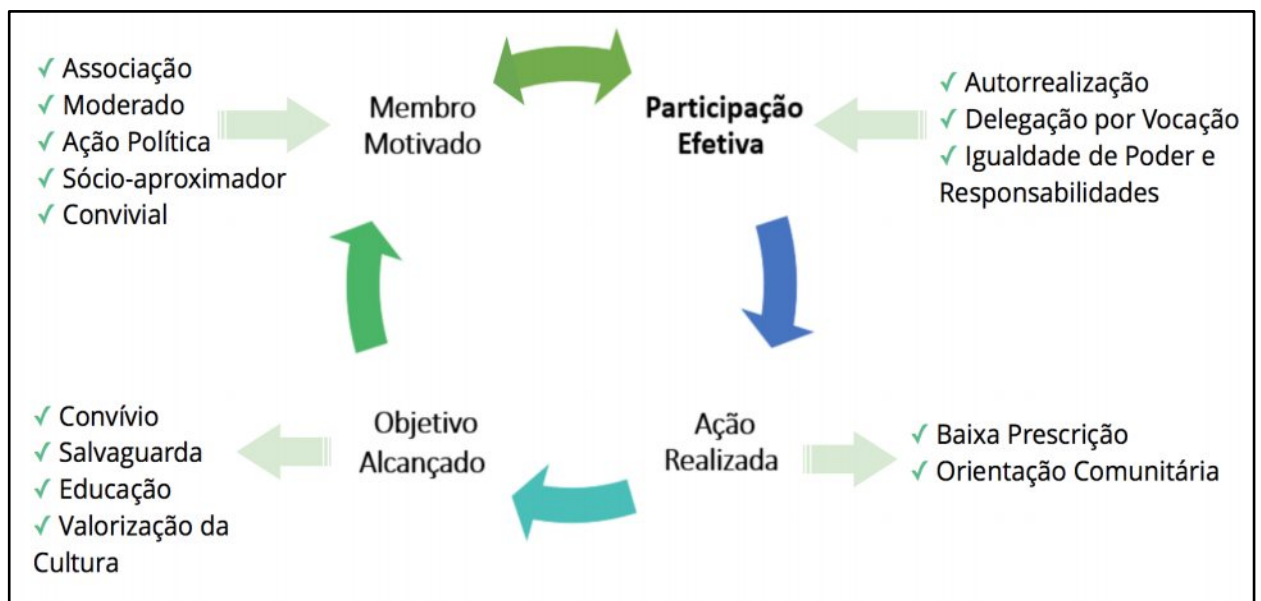 ✓ Associação
✓ Moderado
✓ Ação Política
✓ Sócio-aproximador
✓ Convivial
Membro
Motivado
Participação
Efetiva
✓ Autorrealização
✓ Delegação por Vocação
✓ Igualdade de Poder e
Responsabilidades
✓ Convívio
✓ Salvaguarda
✓ Educação
✓ Valorização da
Cultura
Objetivo
Alcançado
Ação
Realizada
✓ Baixa Prescrição
✓ Orientação Comunitária